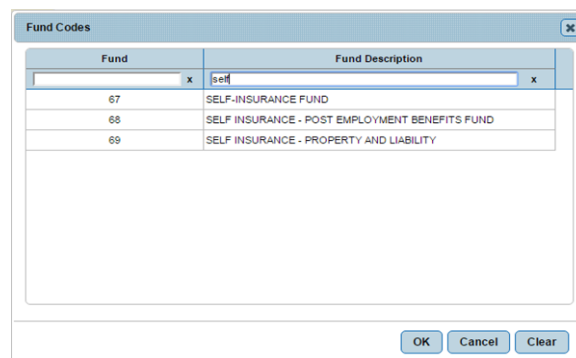 Fund Codes
x
Fund Fund Description
x self x
67 SELF-INSURANCE FUND
68 SELF INSURANCE - POST EMPLOYMENT BENEFITS FUND
69 SELF INSURANCE - PROPERTY AND LIABILITY
OK Cancel Clear